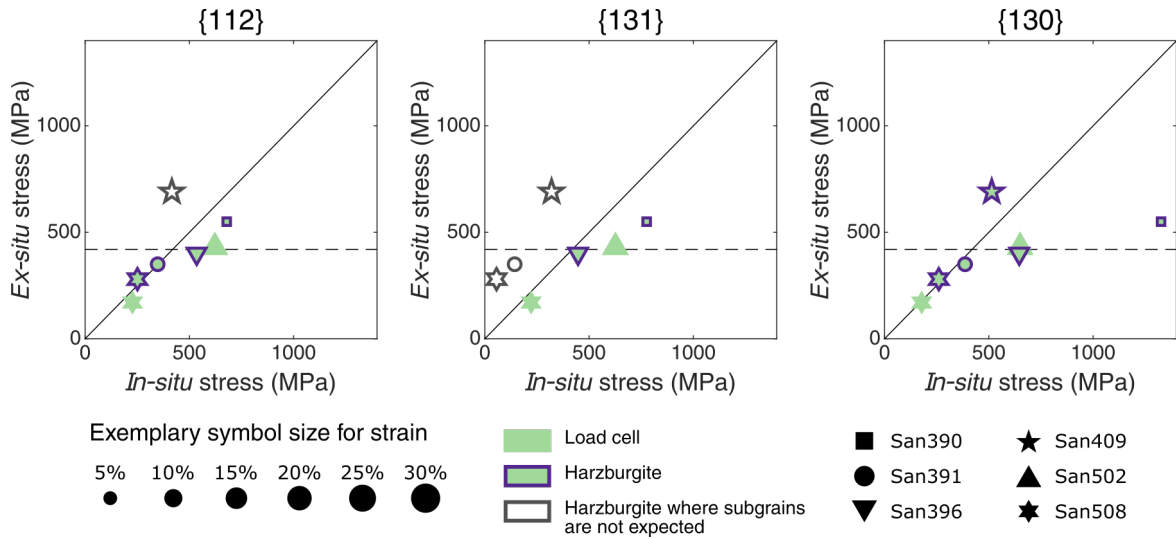 {112}
{131}
{130}
Ex-situ stress (MPa)
1000
500
0
0
500
1000
In-situ stress (MPa)
Ex-situ stress (MPa)
1000
500
0
0
500
1000
In-situ stress (MPa)
Ex-situ stress (MPa)
1000
500
0
0
500
1000
In-situ stress (MPa)
Exemplary symbol size for strain
5% 10% 15% 20% 25% 30%
Load cell
Harzburgite
Harzburgite where subgrains
are not expected
San390
San391
San396
San409
San502
San508